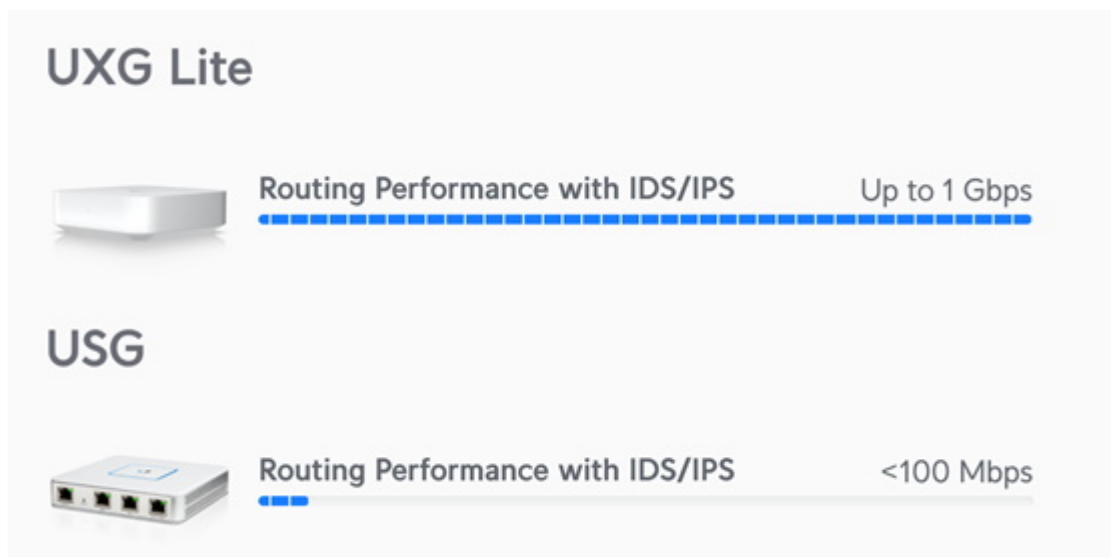 UXG Lite
Routing Performance with IDS/IPS Up to 1 Gbps
USG
Routing Performance with IDS/IPS <100 Mbps